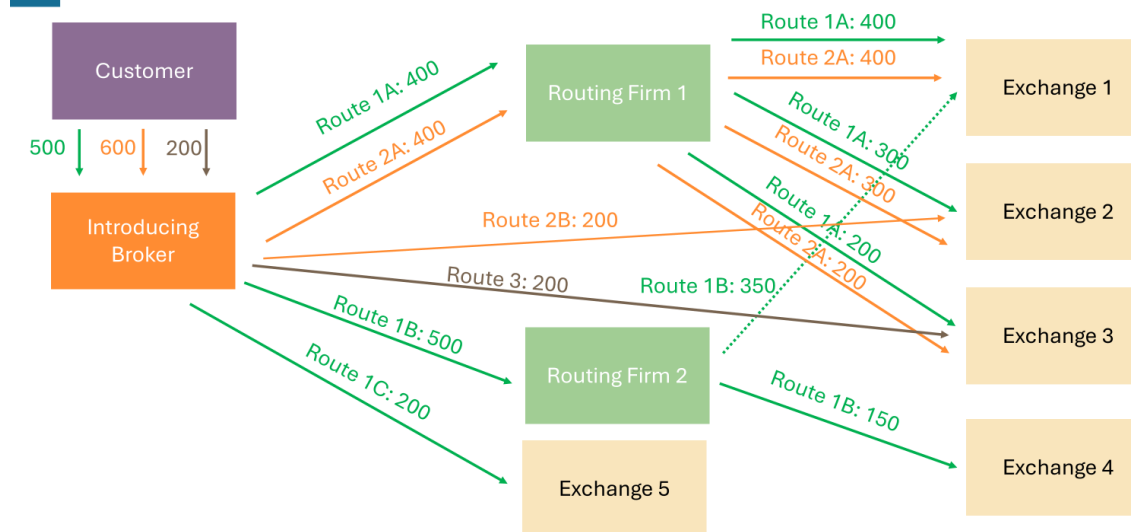 Customer
500
600
200
Introducing
Broker
Route 1A: 400
Route 2A: 400
Routing Firm 1
Route 1A: 400
Route 2A: 400
Route 1A: 300
Route 2A: 300
Route 1A: 200
Route 2A: 200
Route 2B: 200
Route 3: 200
Route 1B: 350
Route 1B: 500
Route 1C: 200
Routing Firm 2
Route 1B: 150
Exchange 1
Exchange 2
Exchange 3
Exchange 4
Exchange 5